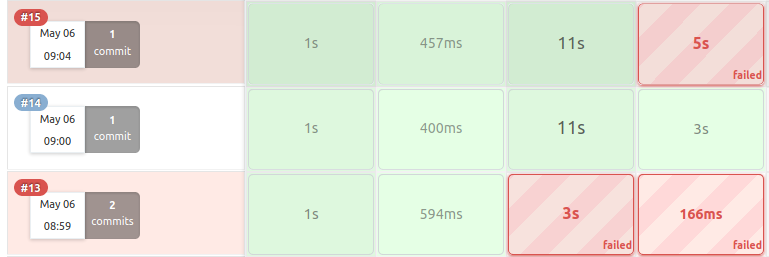 #15
May 06
09:04
1
commit
1s
457ms
11s
5s
failed
#14
May 06
09:00
1
commit
1s
400ms
11s
3s
#13
May 06
08:59
2
commits
1s
594ms
3s
failed
166ms
failed